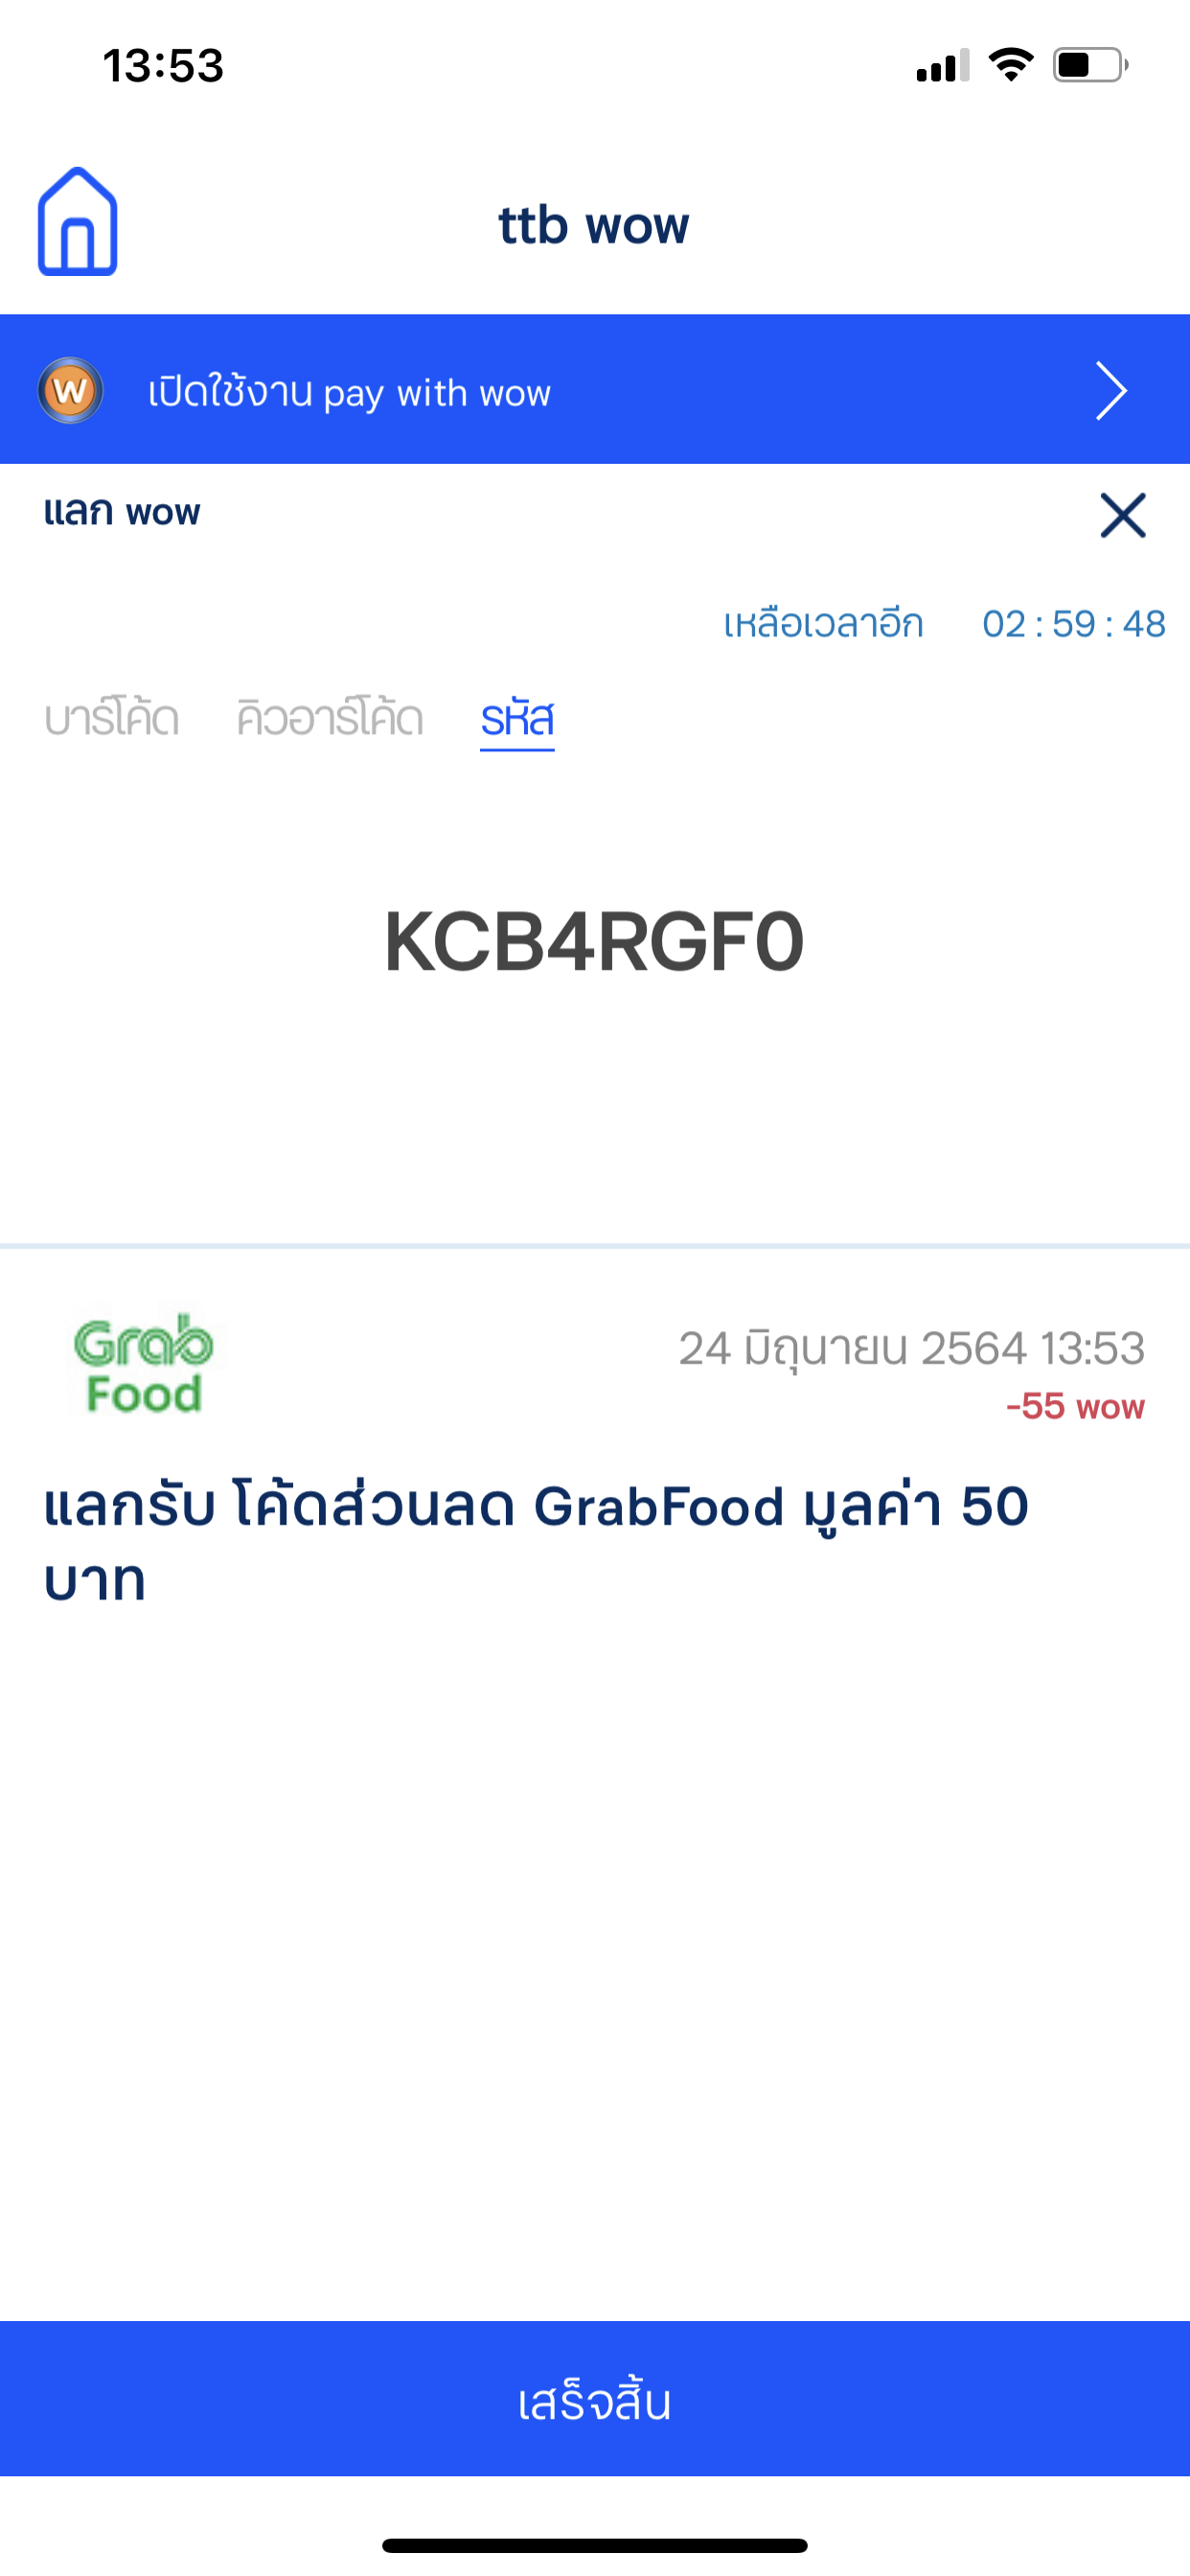 13:53
ttb wow
W เปิดใช้งาน pay with wow
แลก wow
เหลือเวลาอีก 02 : 59 : 48
บาร์โค้ด คิวอาร์โค้ด รหัส
KCB4RGF0
Grab
Food
24 มิถุนายน 2564 13:53
-55 wow
แลกรับ โค้ดส่วนลด GrabFood มูลค่า 50
บาท
เสร็จสิ้น